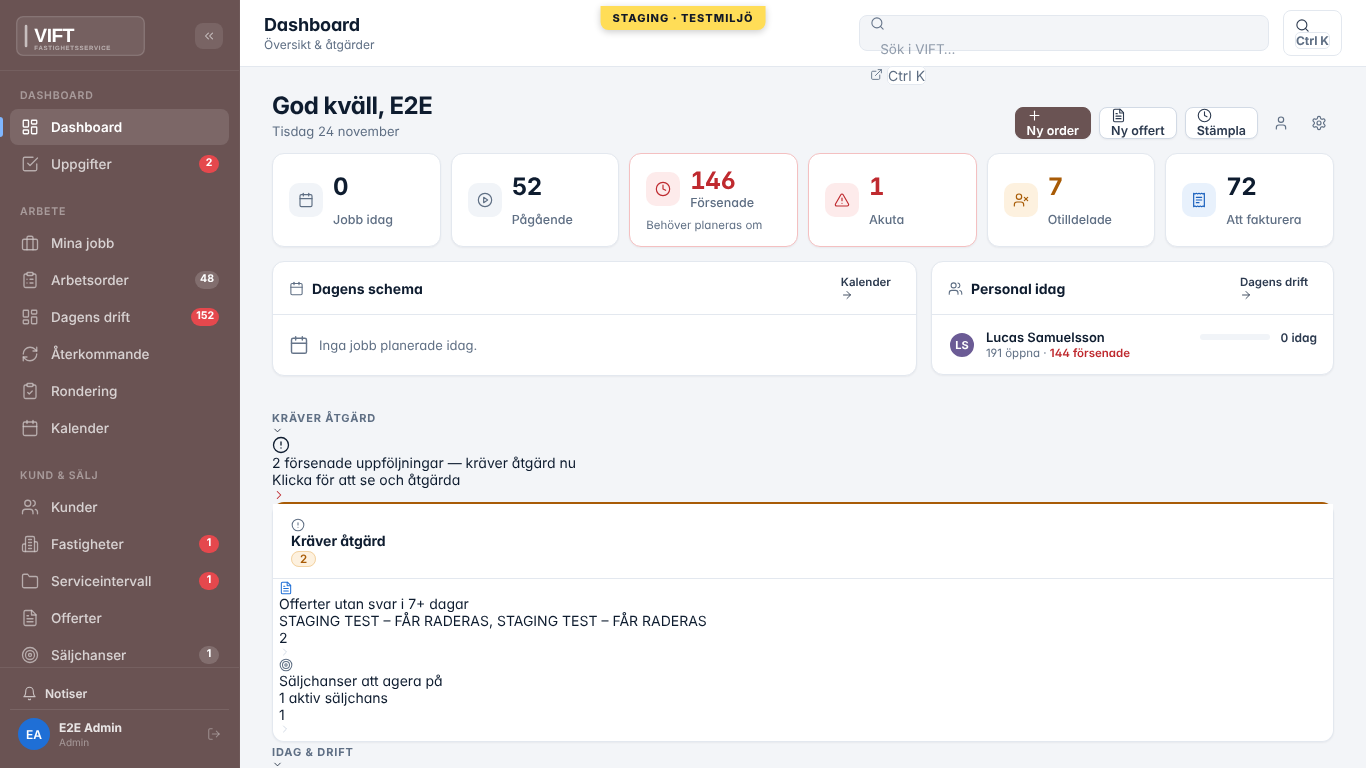 VIFT
FASTIGHETSSERVICE
DASHBOARD
Dashboard
Uppgifter 2
ARBETE
Mina jobb
Arbetsorder 48
Dagens drift 152
Återkommande
Rondering
Kalender
KUND & SÄLJ
Kunder
Fastigheter 1
Serviceintervall 1
Offerter
Säljchanser 1
Notiser
EA
E2E Admin
Admin
Dashboard
Översikt & åtgärder
STAGING · TESTMILJÖ
Sök i VIFT...
Ctrl K
Ctrl K
God kväll, E2E
Tisdag 24 november
Ny order
Ny offert
Stämpla
0
Jobb idag
52
Pågående
146
Försenade
Behöver planeras om
1
Akuta
7
Otilldelade
72
Att fakturera
Dagens schema
Kalender
Inga jobb planerade idag.
Personal idag
Dagens drift
LS
Lucas Samuelsson
191 öppna · 144 försenade
0 idag
KRÄVER ÅTGÄRD
2 försenade uppföljningar — kräver åtgärd nu
Klicka för att se och åtgärda
Kräver åtgärd
2
Offerter utan svar i 7+ dagar
STAGING TEST – FÅR RADERAS, STAGING TEST – FÅR RADERAS
2
Säljchanser att agera på
1 aktiv säljchans
1
IDAG & DRIFT